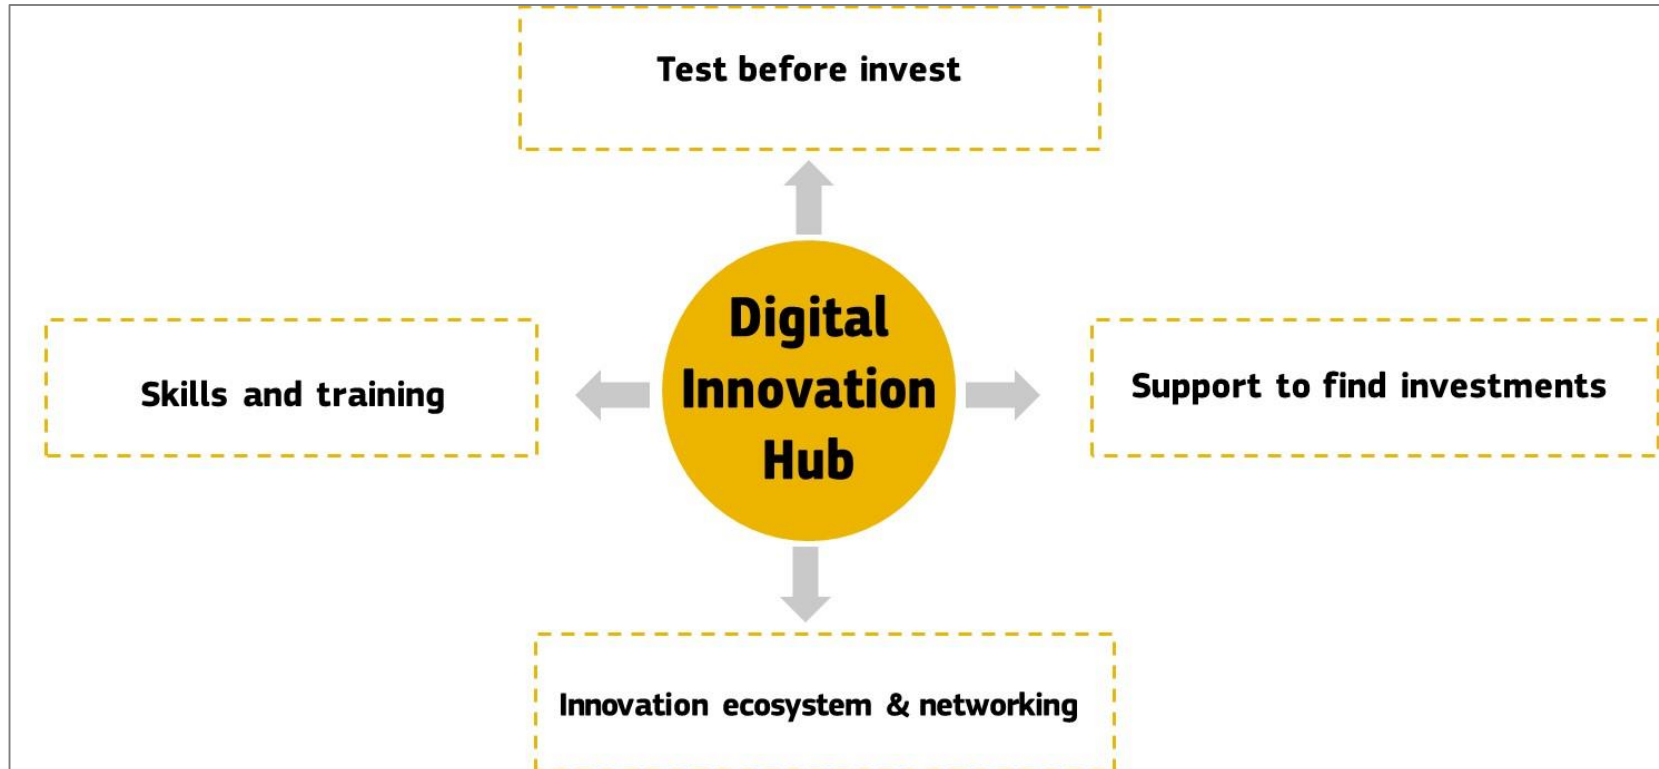 Test before invest
Digital
Innovation
Hub
Skills and training
Support to find investments
Innovation ecosystem & networking